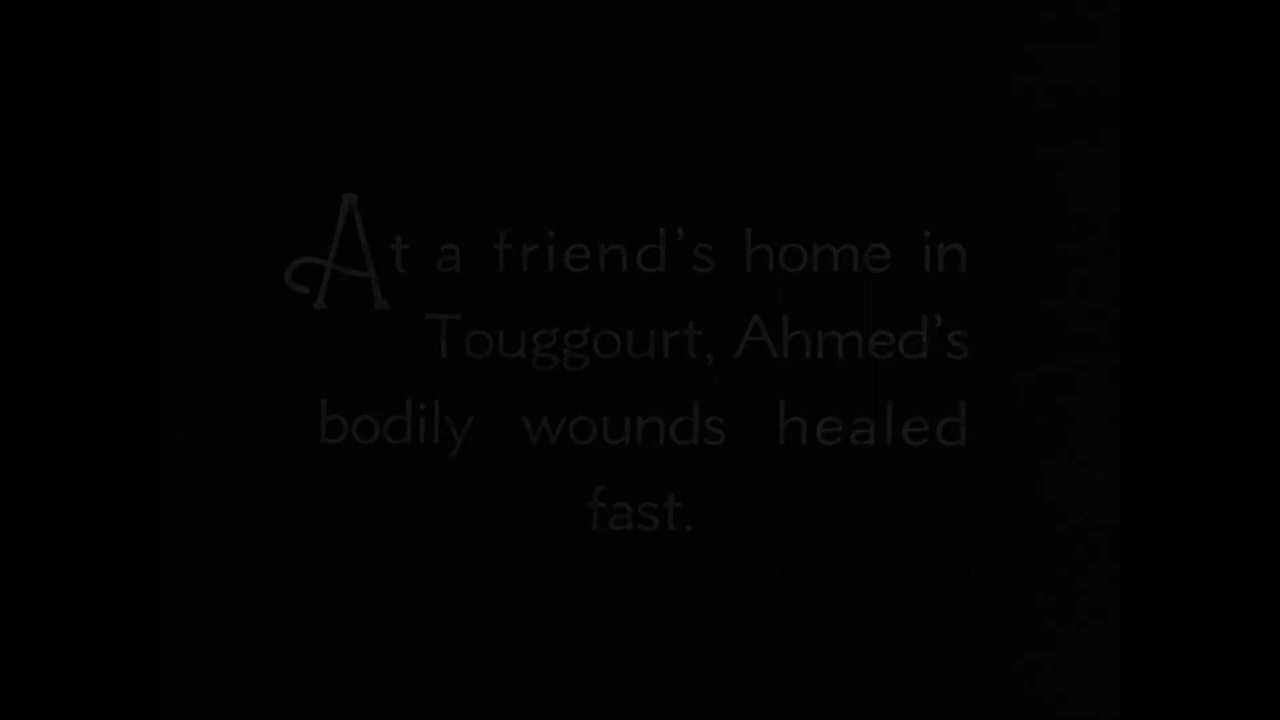 At a friend's home in
Touggourt, Ahmed's
bodily wounds healed
fast.